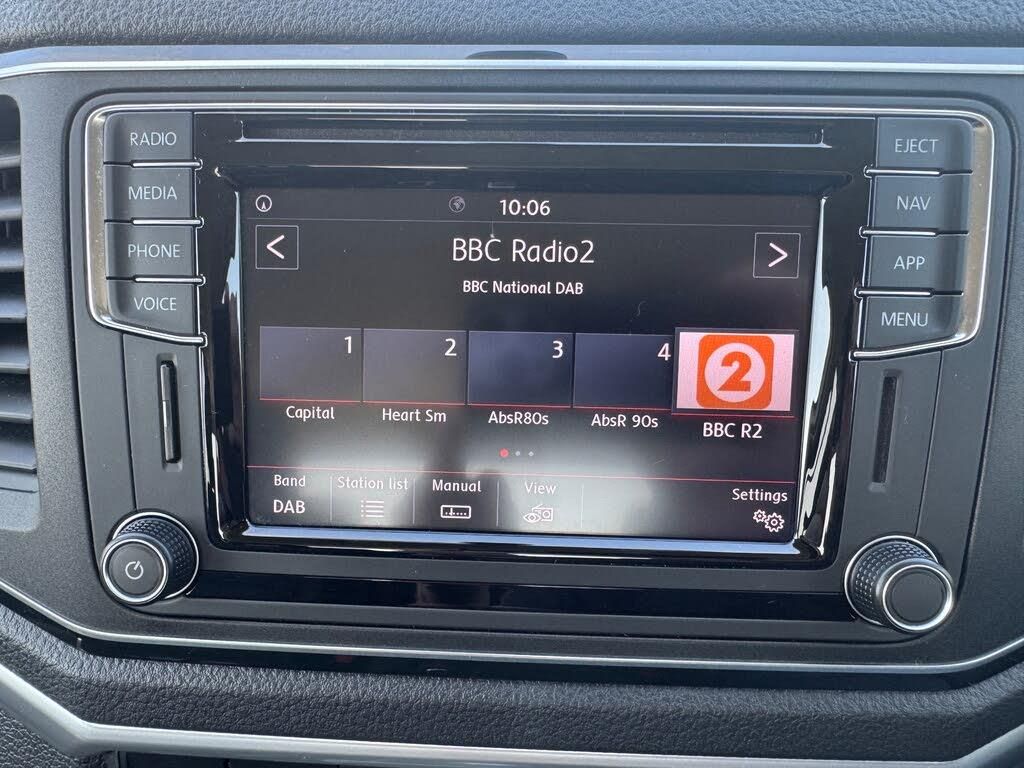 RADIO
MEDIA
PHONE
VOICE
EJECT
NAV
APP
MENU
10:06
<
BBC Radio2
>
BBC National DAB
1
2
3
4
2
Capital
Heart Sm
AbsR80s
AbsR 90s
BBC R2
Band
DAB
Station list
Manual
View
Settings